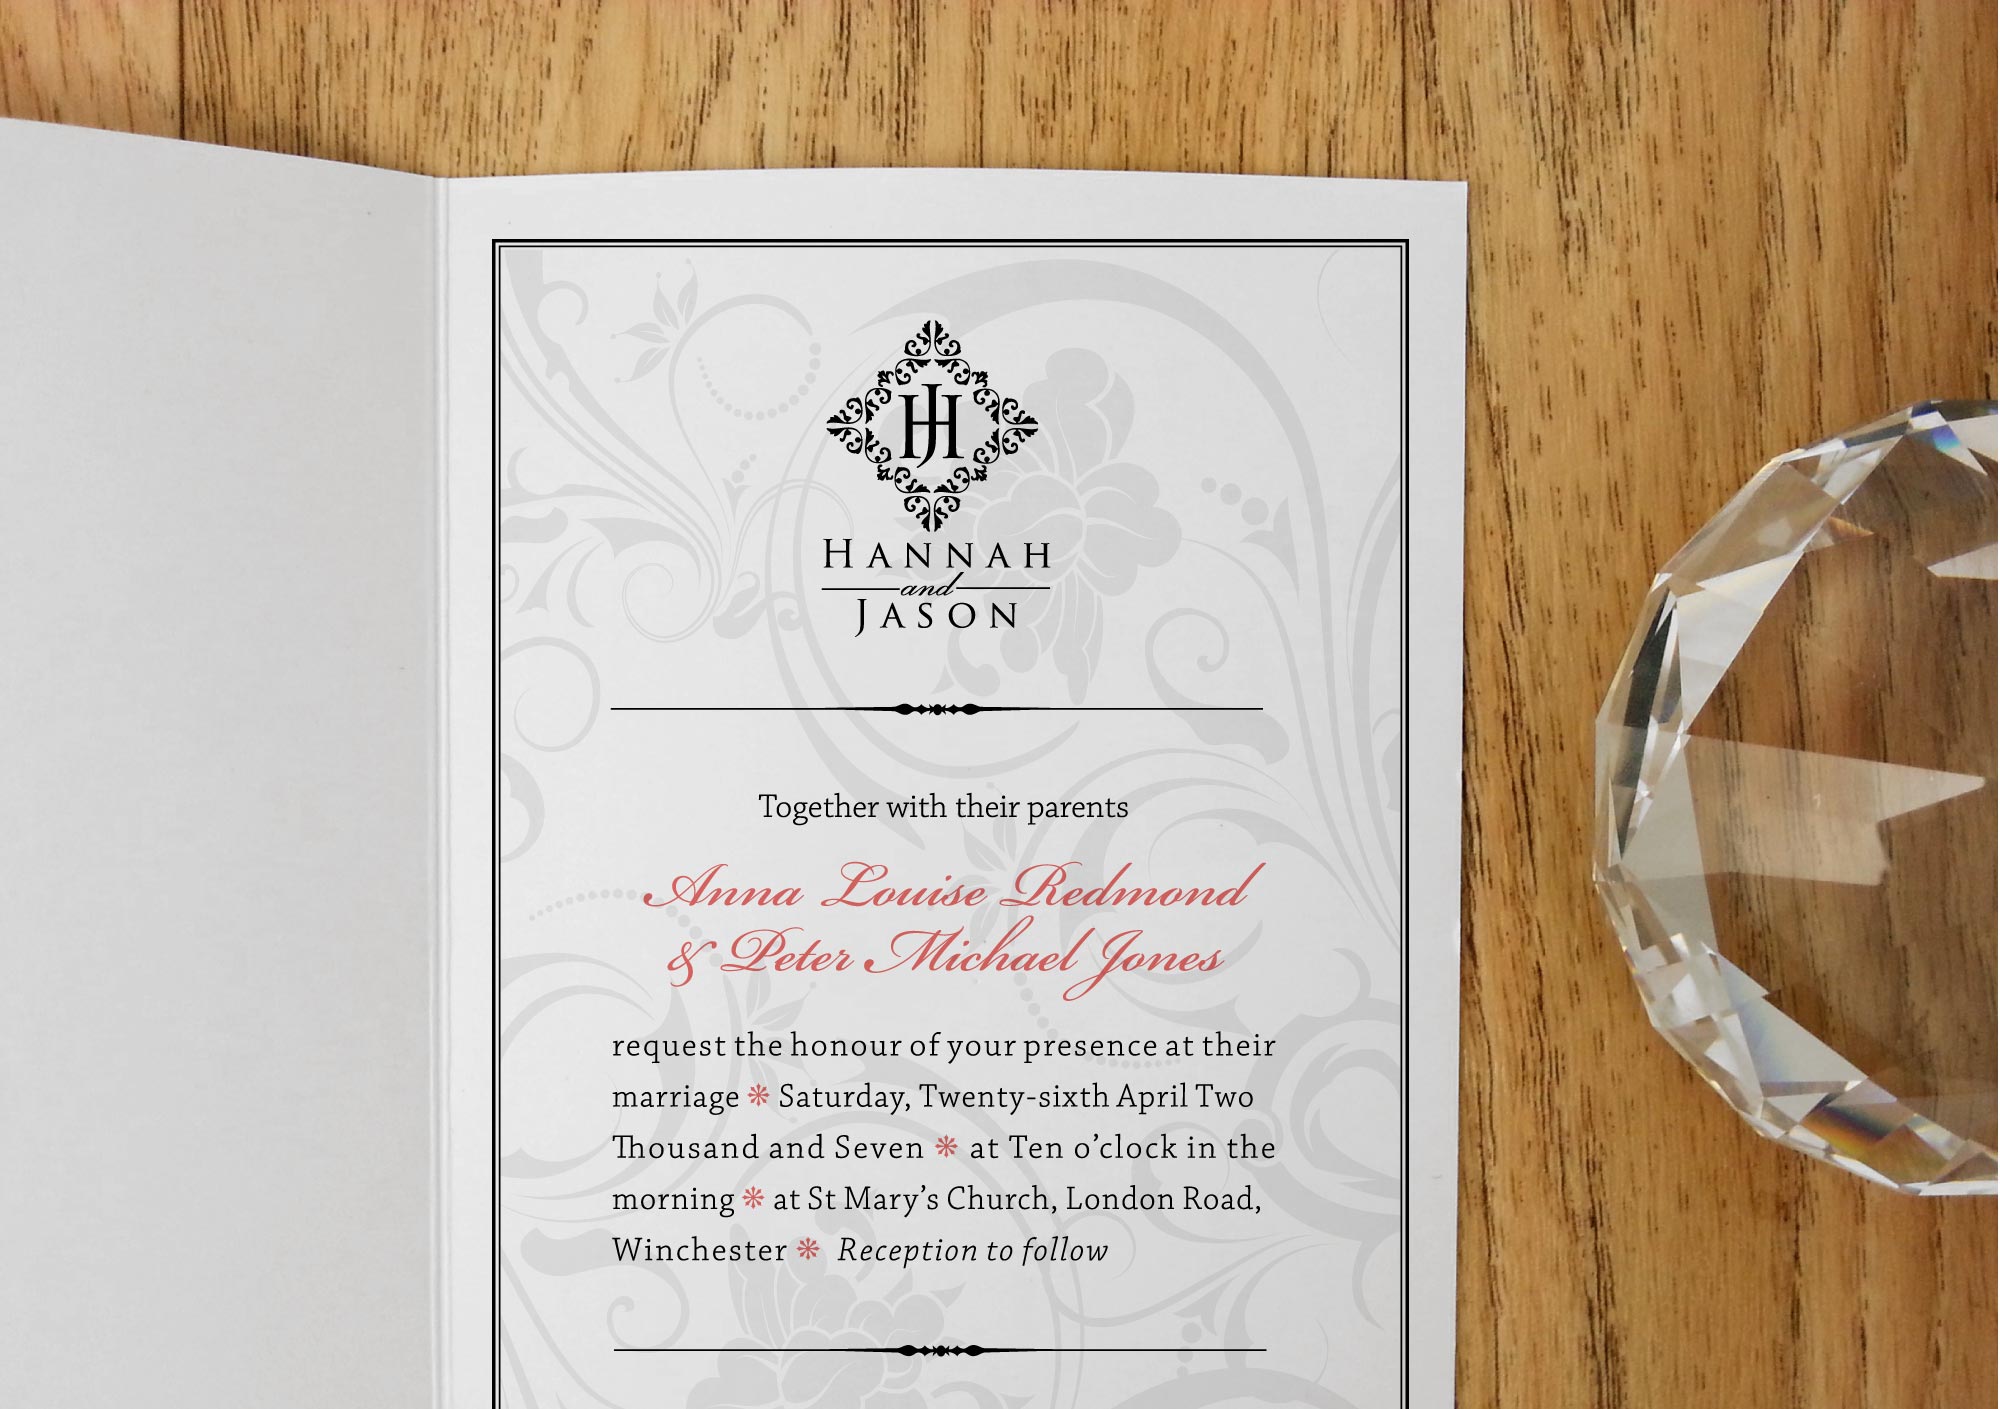 HJ
HANNAH
and
JASON
Together with their parents
Anna Louise Redmond
& Peter Michael Jones
request the honour of your presence at their
marriage ❇ Saturday, Twenty-sixth April Two
Thousand and Seven ❇ at Ten o’clock in the
morning ❇ at St Mary’s Church, London Road,
Winchester ❇ Reception to follow